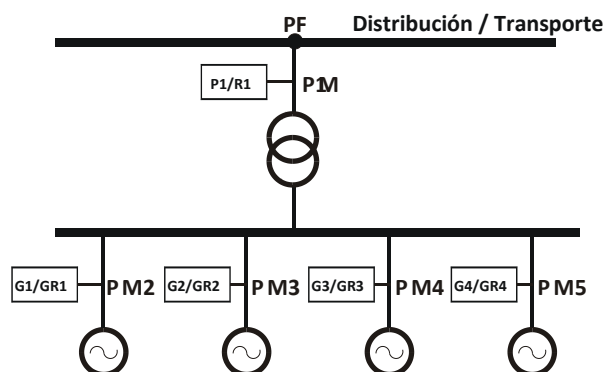 PF Distribución / Transporte
P1/R1 P1M
G1/GR1 PM2 G2/GR2 PM3 G3/GR3 PM4 G4/GR4 PM5